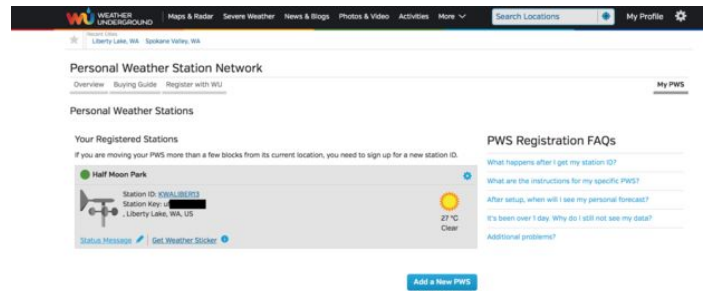 WEATHER UNDERGROUND Maps & Radar Severe Weather News & Blogs Photos & Video Activities More Search Locations My Profile
Recent Cities
Liberty Lake, WA Spokane Valley, WA
Personal Weather Station Network
Overview Buying Guide Register with WU My PWS
Personal Weather Stations
Your Registered Stations
If you are moving your PWS more than a few blocks from its current location, you need to sign up for a new station ID.
Half Moon Park
Station ID: KWALIBER13
Station Key: u
, Liberty Lake, WA, US
27 °C
Clear
Status Message Get Weather Sticker
Add a New PWS
PWS Registration FAQs
What happens after I get my station ID?
What are the instructions for my specific PWS?
After setup, when will I see my personal forecast?
It's been over 1 day. Why do I still not see my data?
Additional problems?